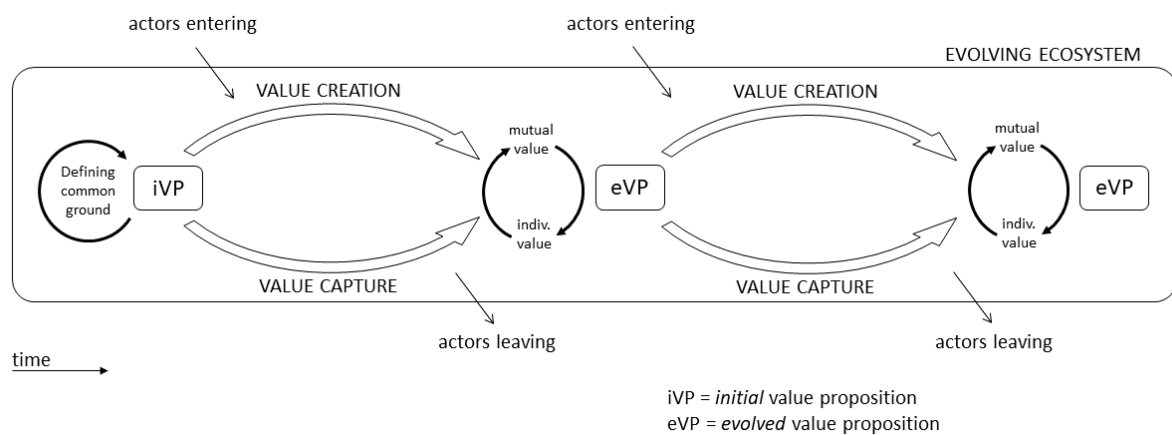 actors entering
actors entering
EVOLVING ECOSYSTEM
VALUE CREATION
VALUE CREATION
Defining
common
ground
iVP
mutual
value
indiv.
value
eVP
mutual
value
indiv.
value
eVP
VALUE CAPTURE
VALUE CAPTURE
actors leaving
actors leaving
time
iVP = initial value proposition
eVP = evolved value proposition